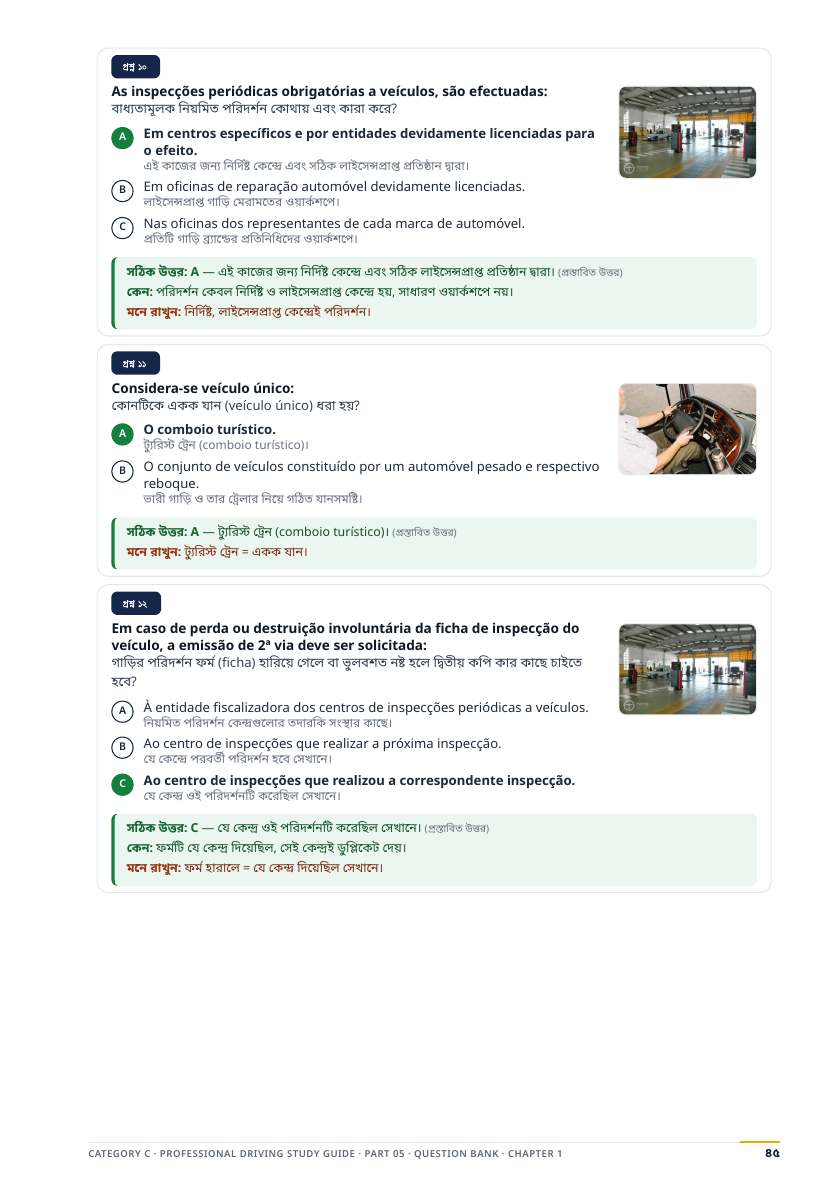 প্রশ্ন ১০
As inspecções periódicas obrigatórias a veículos, são efectuadas:
বাধ্যতামূলক নিয়মিত পরিদর্শন কোথায় এবং কারা করে?
A
Em centros específicos e por entidades devidamente licenciadas para
o efeito.
এই কাজের জন্য নির্দিষ্ট কেন্দ্রে এবং সঠিক লাইসেন্সপ্রাপ্ত প্রতিষ্ঠান দ্বারা।
B
Em oficinas de reparação automóvel devidamente licenciadas.
লাইসেন্সপ্রাপ্ত গাড়ি মেরামতের ওয়ার্কশপে।
C
Nas oficinas dos representantes de cada marca de automóvel.
প্রতিটি গাড়ি ব্র্যান্ডের প্রতিনিধিদের ওয়ার্কশপে।
সঠিক উত্তর: A — এই কাজের জন্য নির্দিষ্ট কেন্দ্রে এবং সঠিক লাইসেন্সপ্রাপ্ত প্রতিষ্ঠান দ্বারা। (প্রস্তাবিত উত্তর)
কেন: পরিদর্শন কেবল নির্দিষ্ট ও লাইসেন্সপ্রাপ্ত কেন্দ্রে হয়, সাধারণ ওয়ার্কশপে নয়।
মনে রাখুন: নির্দিষ্ট, লাইসেন্সপ্রাপ্ত কেন্দ্রেই পরিদর্শন।
প্রশ্ন ১১
Considera-se veículo único:
কোনটিকে একক যান (veículo único) ধরা হয়?
A
O comboio turístico.
ট্যুরিস্ট ট্রেন (comboio turístico)।
B
O conjunto de veículos constituído por um automóvel pesado e respectivo
reboque.
ভারী গাড়ি ও তার ট্রেলার নিয়ে গঠিত যানসমষ্টি।
সঠিক উত্তর: A — ট্যুরিস্ট ট্রেন (comboio turístico)। (প্রস্তাবিত উত্তর)
মনে রাখুন: ট্যুরিস্ট ট্রেন = একক যান।
প্রশ্ন ১২
Em caso de perda ou destruição involuntária da ficha de inspecção do
veículo, a emissão de 2ª via deve ser solicitada:
গাড়ির পরিদর্শন ফর্ম (ficha) হারিয়ে গেলে বা ভুলবশত নষ্ট হলে দ্বিতীয় কপি কার কাছে চাইতে
হবে?
A
À entidade fiscalizadora dos centros de inspecções periódicas a veículos.
নিয়মিত পরিদর্শন কেন্দ্রগুলোর তদারকি সংস্থার কাছে।
B
Ao centro de inspecções que realizar a próxima inspecção.
যে কেন্দ্রে পরবর্তী পরিদর্শন হবে সেখানে।
C
Ao centro de inspecções que realizou a correspondente inspecção.
যে কেন্দ্র ওই পরিদর্শনটি করেছিল সেখানে।
সঠিক উত্তর: C — যে কেন্দ্র ওই পরিদর্শনটি করেছিল সেখানে। (প্রস্তাবিত উত্তর)
কেন: ফর্মটি যে কেন্দ্র দিয়েছিল, সেই কেন্দ্রই ডুপ্লিকেট দেয়।
মনে রাখুন: ফর্ম হারালে = যে কেন্দ্র দিয়েছিল সেখানে।
CATEGORY C · PROFESSIONAL DRIVING STUDY GUIDE · PART 05 · QUESTION BANK · CHAPTER 1